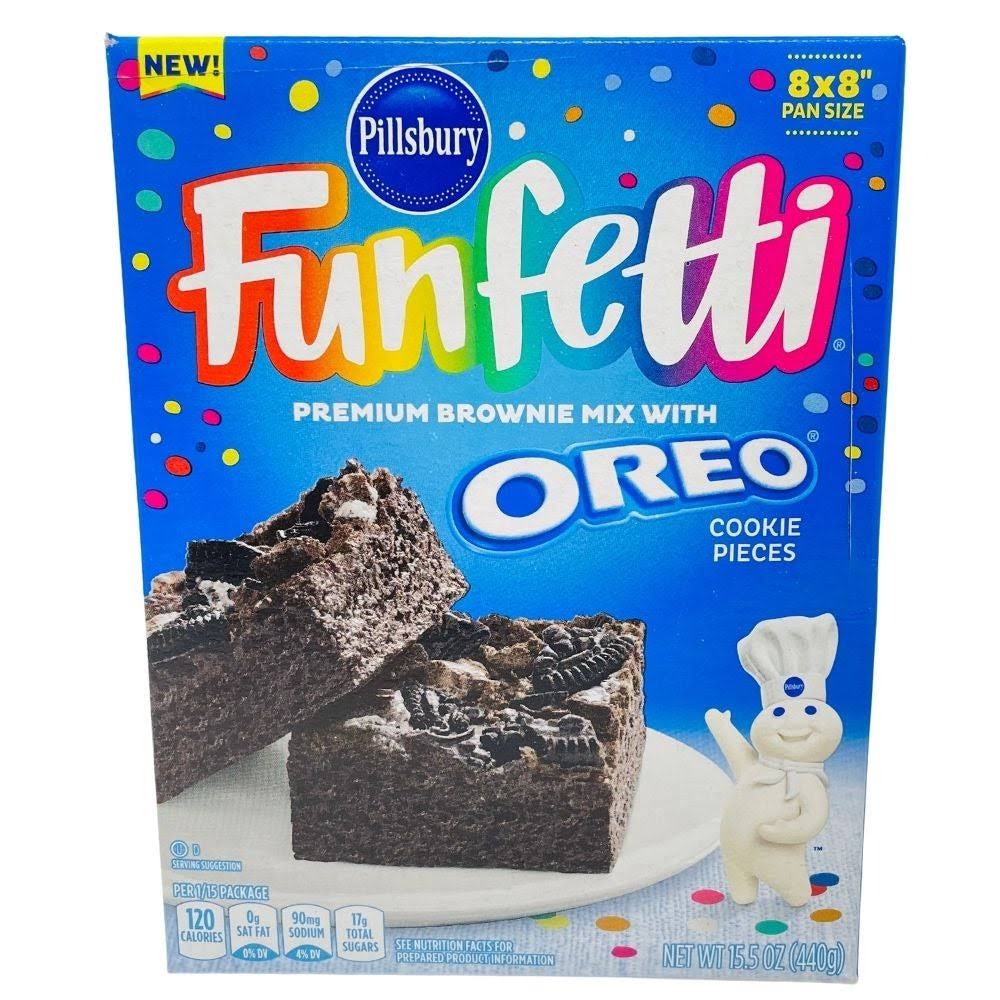 NEW!
Pillsbury
8x8"
PAN SIZE
Funfetti®
PREMIUM BROWNIE MIX WITH
OREO®
COOKIE
PIECES
Pillsbury
TM
U D
SERVING SUGGESTION
PER 1/15 PACKAGE
120 CALORIES
0g SAT FAT 0% DV
90mg SODIUM 4% DV
17g TOTAL SUGARS
SEE NUTRITION FACTS FOR
PREPARED PRODUCT INFORMATION
NET WT 15.5 OZ (440g)